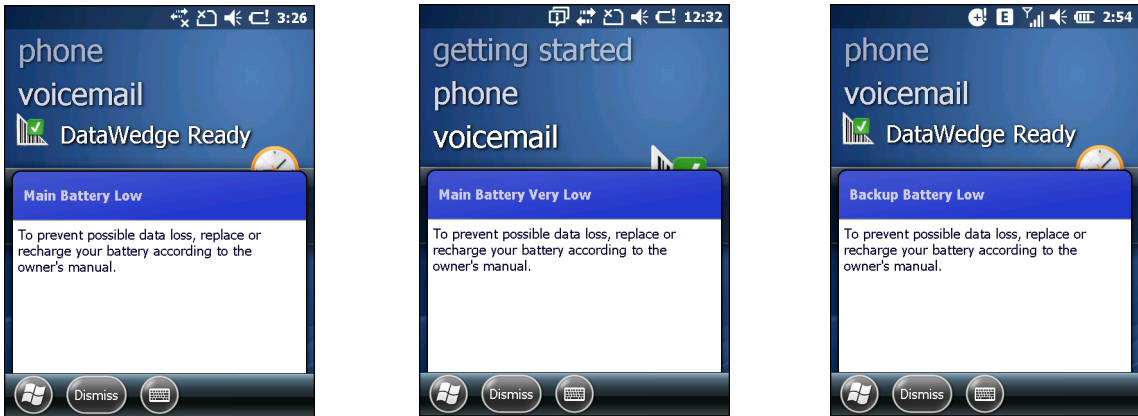 3:26
phone
voicemail
DataWedge Ready
Main Battery Low
To prevent possible data loss, replace or
recharge your battery according to the
owner's manual.
Dismiss
12:32
getting started
phone
voicemail
Main Battery Very Low
To prevent possible data loss, replace or
recharge your battery according to the
owner's manual.
Dismiss
E 2:54
phone
voicemail
DataWedge Ready
Backup Battery Low
To prevent possible data loss, replace or
recharge your battery according to the
owner's manual.
Dismiss